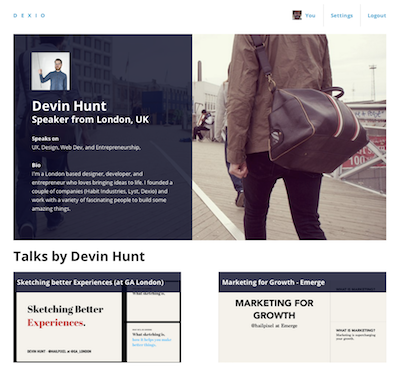 DEXIO
You Settings Logout
Devin Hunt
Speaker from London, UK
Speaks on
UX, Design, Web Dev, and Entrepreneurship,
Bio
I'm a London based designer, developer, and
entrepreneur who loves bringing ideas to life. I founded a
couple of companies (Habit Industries, Lyst, Dexio) and
work with a variety of fascinating people to build some
amazing things.
Talks by Devin Hunt
Sketching better Experiences (at GA London)
Sketching Better
Experiences.
DEVIN HUNT · @HAILPIXEL at @GA_LONDON
What sketching is.
What sketching is.
how it helps you make
better things.
Marketing for Growth - Emerge
MARKETING FOR
GROWTH
@hailpixel at Emerge
WHAT IS MARKETING?
Marketing is supercharging
your growth.